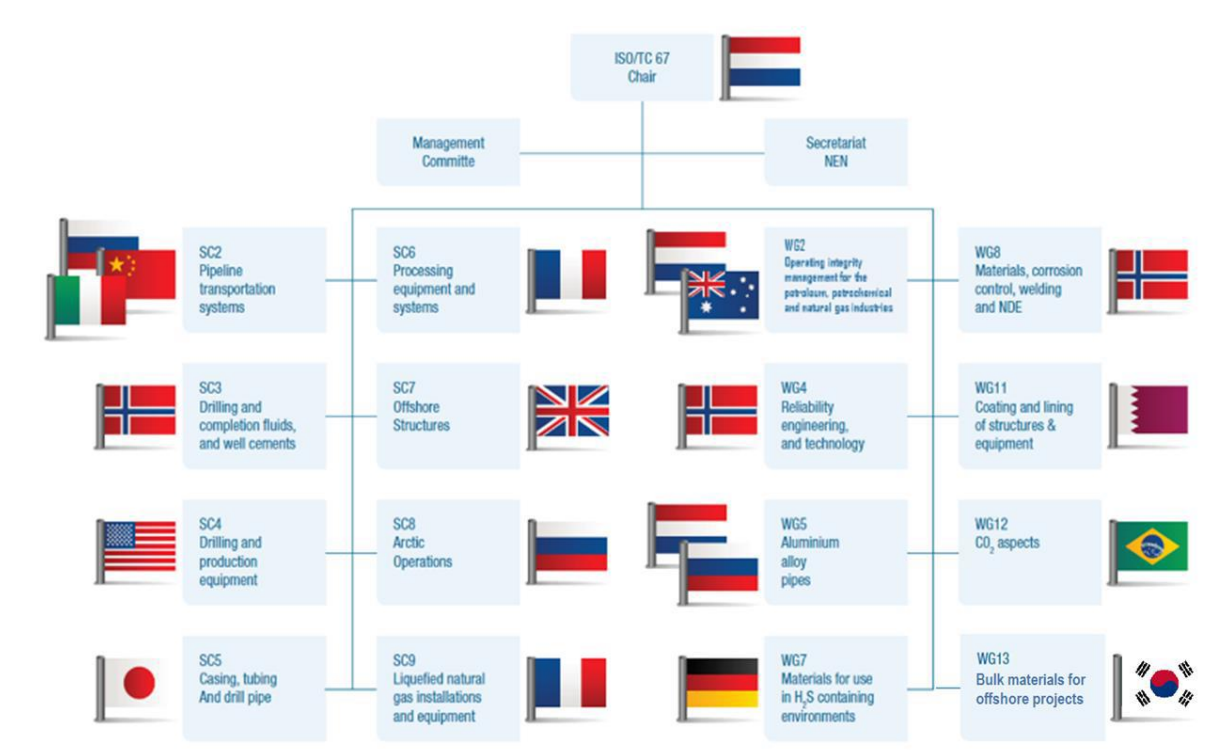 ISO/TC 67
Chair
Management
Committe
Secretariat
NEN
SC2
Pipeline
transportation
systems
SC6
Processing
equipment and
systems
WG2
Operating integrity
management for the
petroluum, patrochemical
and natural gas industries
WG8
Materials, corrosion
control, welding
and NDE
SC3
Drilling and
completion fluids,
and well cements
SC7
Offshore
Structures
WG4
Reliability
engineering,
and technology
WG11
Coating and lining
of structures &
equipment
SC4
Drilling and
production
equipment
SC8
Arctic
Operations
WG5
Aluminium
alloy
pipes
WG12
CO₂ aspects
SC5
Casing, tubing
And drill pipe
SC9
Liquefied natural
gas installations
and equipment
WG7
Materials for use
in H₂S containing
environments
WG13
Bulk materials for
offshore projects